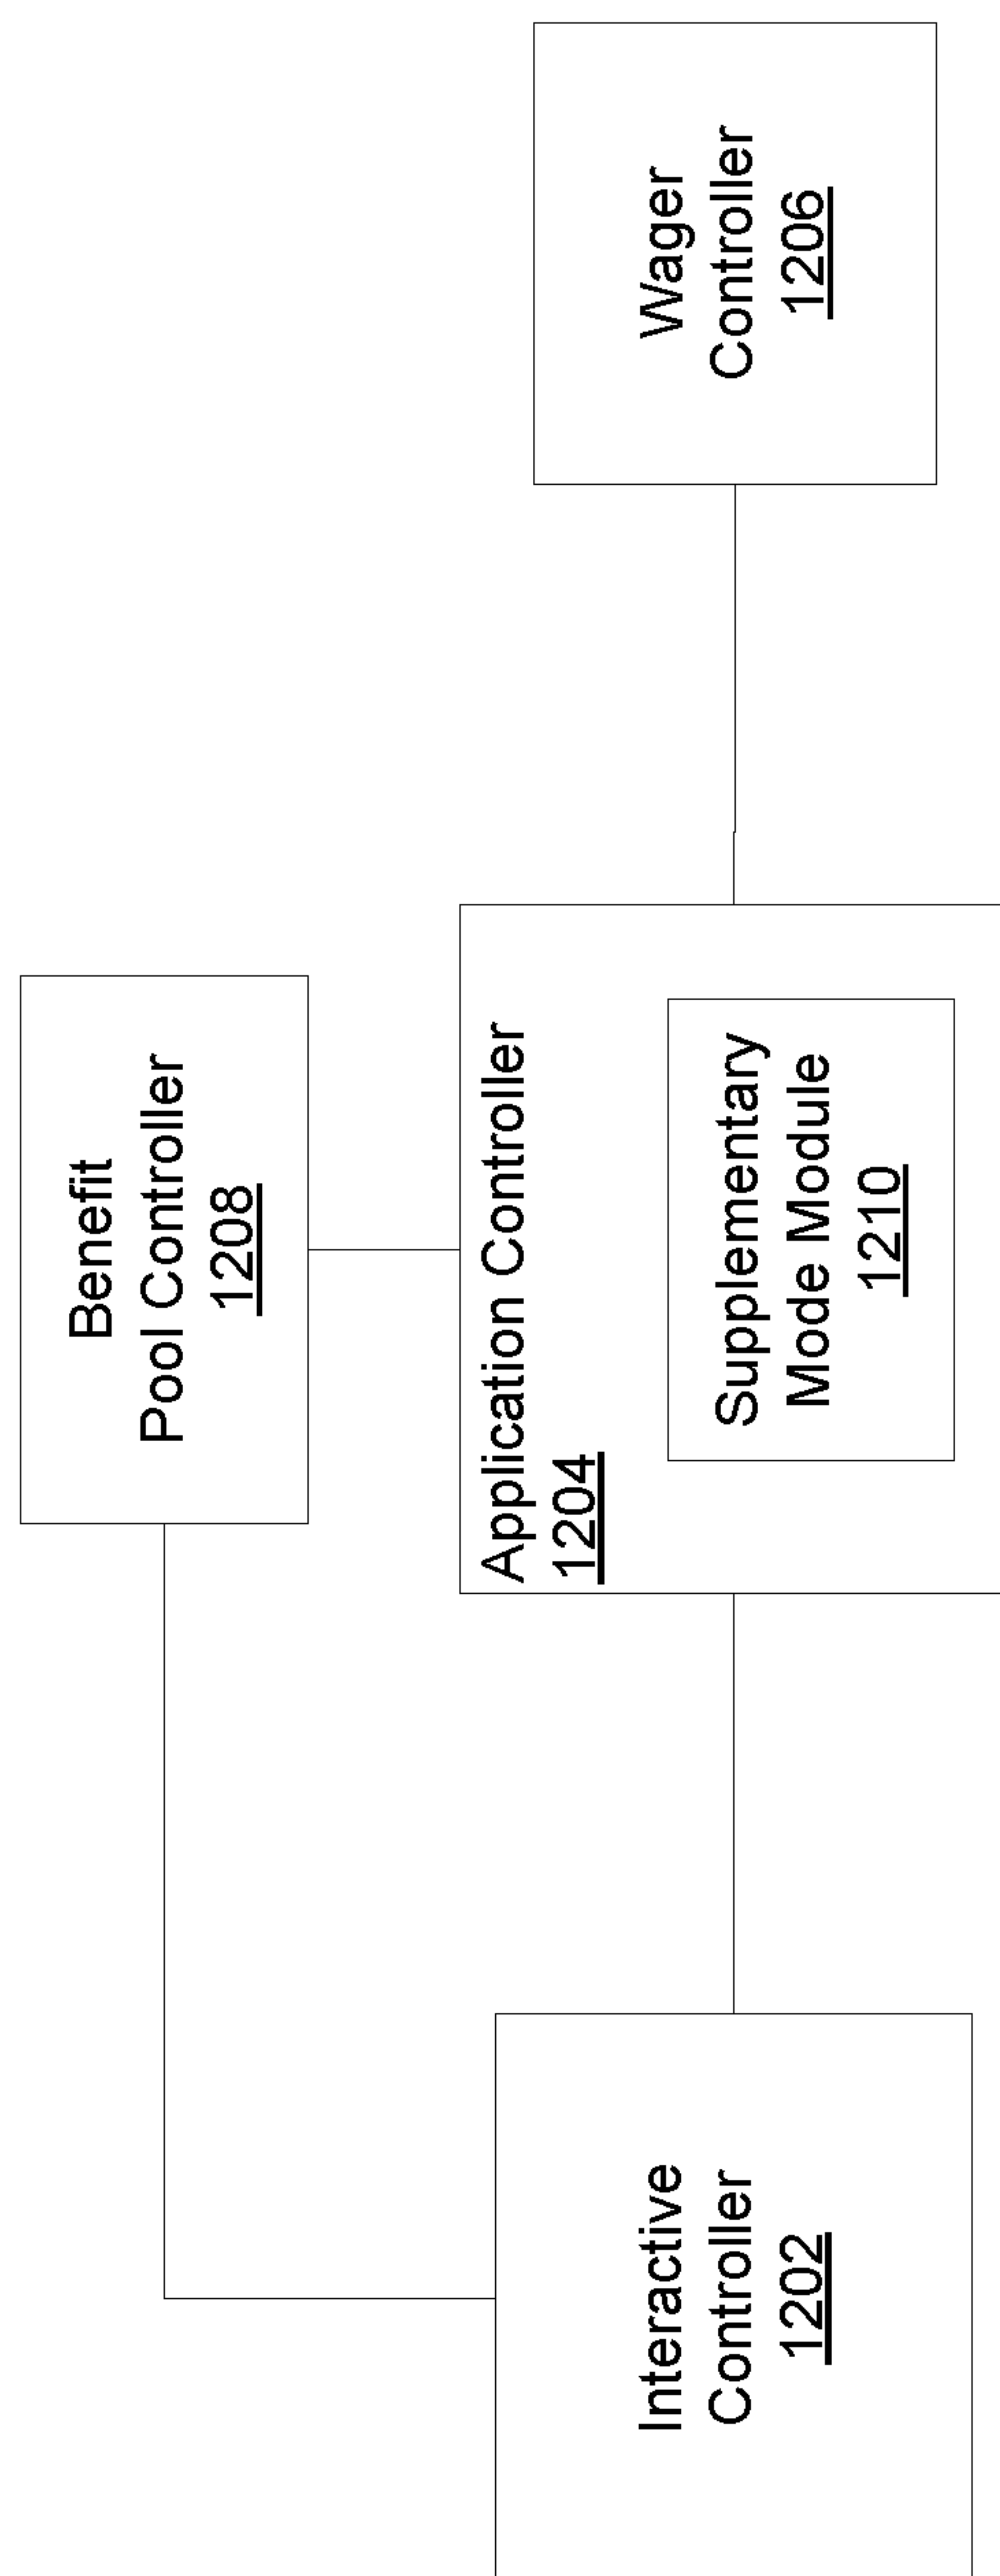 Benefit
Pool Controller
1208
Interactive
Controller
1202
Application Controller
1204
Supplementary
Mode Module
1210
Wager
Controller
1206